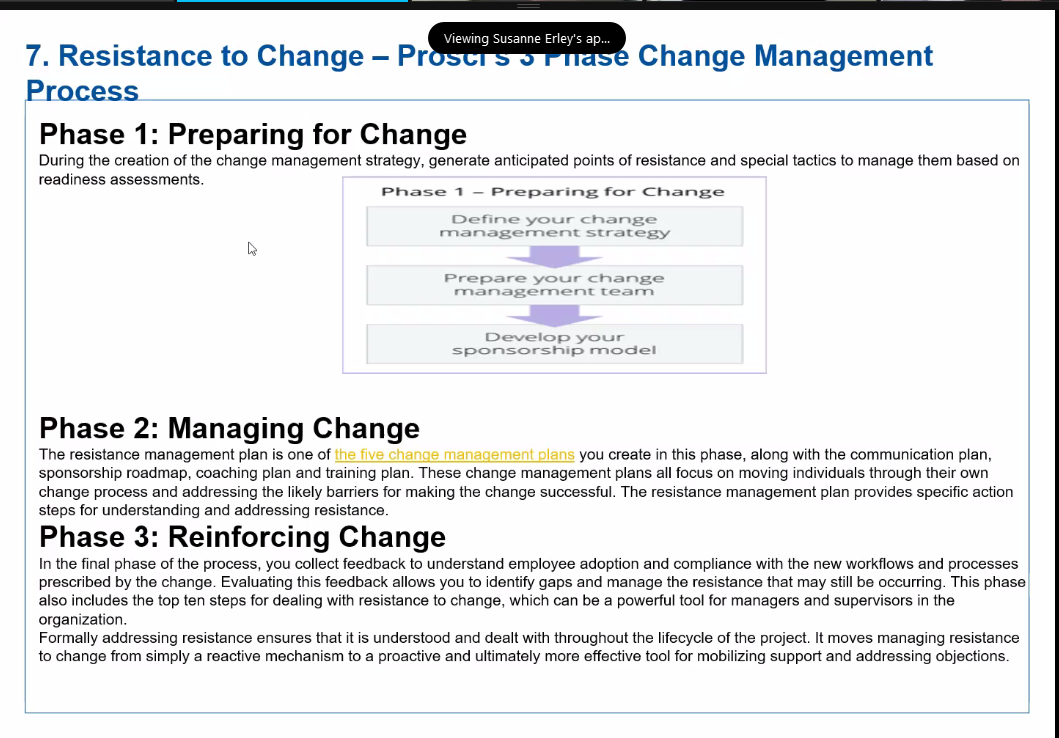 Viewing Susanne Erley's ap...
7. Resistance to Change – Prosci's 3 Phase Change Management
Process
Phase 1: Preparing for Change
During the creation of the change management strategy, generate anticipated points of resistance and special tactics to manage them based on
readiness assessments.
Phase 1 – Preparing for Change
Define your change
management strategy
Prepare your change
management team
Develop your
sponsorship model
Phase 2: Managing Change
The resistance management plan is one of the five change management plans you create in this phase, along with the communication plan,
sponsorship roadmap, coaching plan and training plan. These change management plans all focus on moving individuals through their own
change process and addressing the likely barriers for making the change successful. The resistance management plan provides specific action
steps for understanding and addressing resistance.
Phase 3: Reinforcing Change
In the final phase of the process, you collect feedback to understand employee adoption and compliance with the new workflows and processes
prescribed by the change. Evaluating this feedback allows you to identify gaps and manage the resistance that may still be occurring. This phase
also includes the top ten steps for dealing with resistance to change, which can be a powerful tool for managers and supervisors in the
organization.
Formally addressing resistance ensures that it is understood and dealt with throughout the lifecycle of the project. It moves managing resistance
to change from simply a reactive mechanism to a proactive and ultimately more effective tool for mobilizing support and addressing objections.